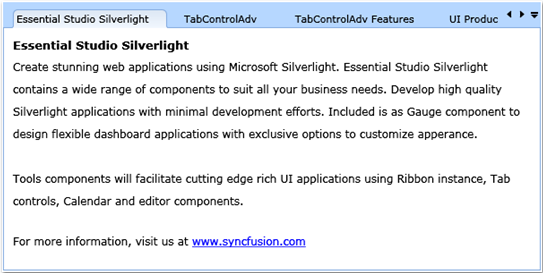 Essential Studio Silverlight TabControlAdv TabControlAdv Features UI Produc
Essential Studio Silverlight
Create stunning web applications using Microsoft Silverlight. Essential Studio Silverlight
contains a wide range of components to suit all your business needs. Develop high quality
Silverlight applications with minimal development efforts. Included is as Gauge component to
design flexible dashboard applications with exclusive options to customize apperance.
Tools components will facilitate cutting edge rich UI applications using Ribbon instance, Tab
controls, Calendar and editor components.
For more information, visit us at www.syncfusion.com